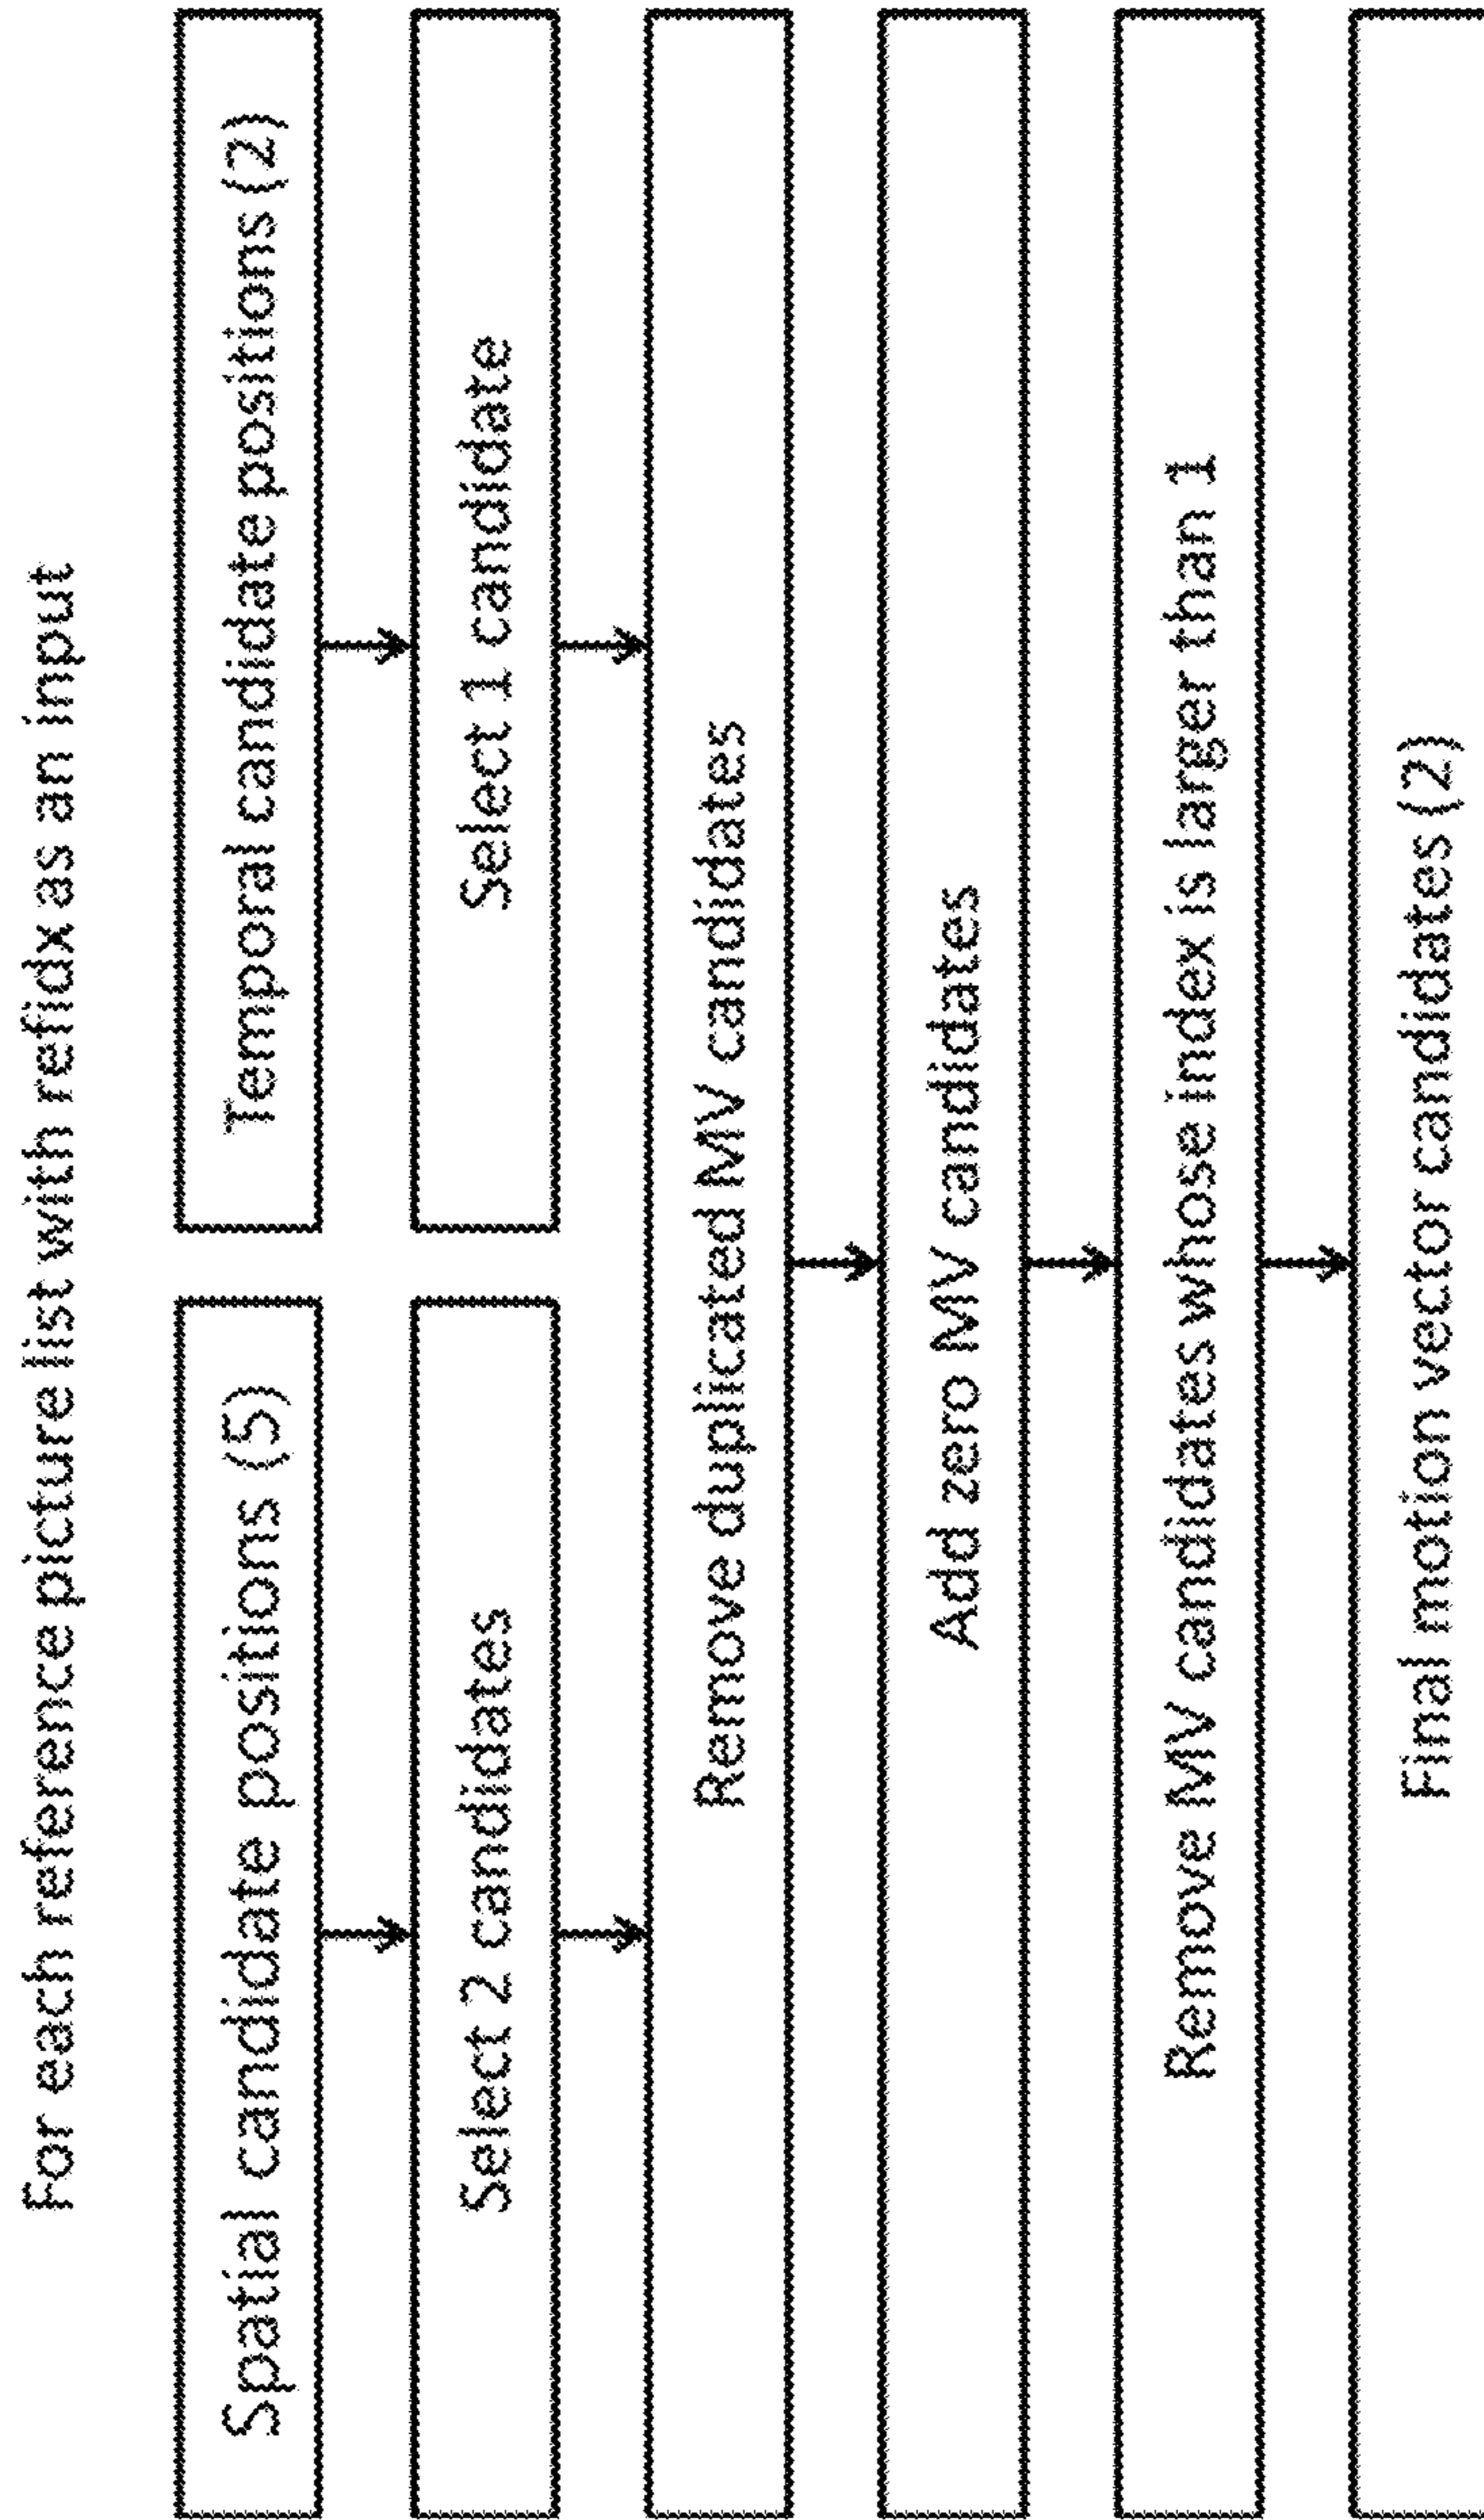 For each reference picture list with refidx as an input
Spatial candidate positions (5)
Temporal candidate positions (2)
Select 2 candidates
Select 1 candidate
Remove duplicated MV candidates
Add zero MV candidates
Remove MV candidates whose index is larger than 1
Final motion vector candidates (2)